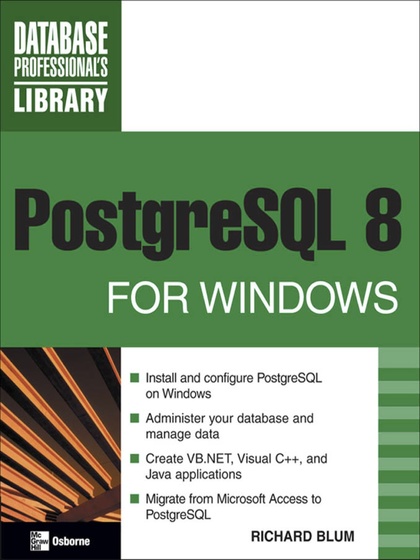 DATABASE
PROFESSIONAL'S
LIBRARY
PostgreSQL 8
FOR WINDOWS
Install and configure PostgreSQL
on Windows
Administer your database and
manage data
Create VB.NET, Visual C++, and
Java applications
Migrate from Microsoft Access to
PostgreSQL
Mc
Graw
Hill
Osborne
RICHARD BLUM